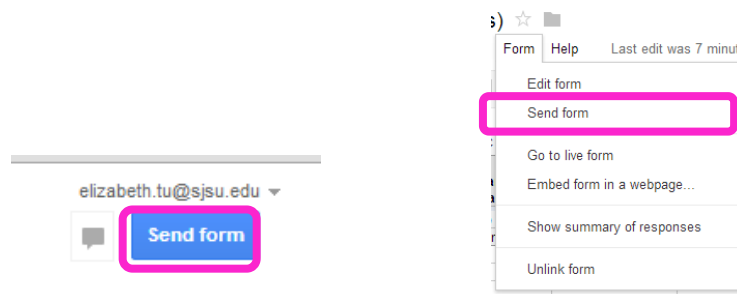 elizabeth.tu@sjsu.edu
Send form
s)
Form Help Last edit was 7 minut
Edit form
Send form
Go to live form
Embed form in a webpage...
Show summary of responses
Unlink form